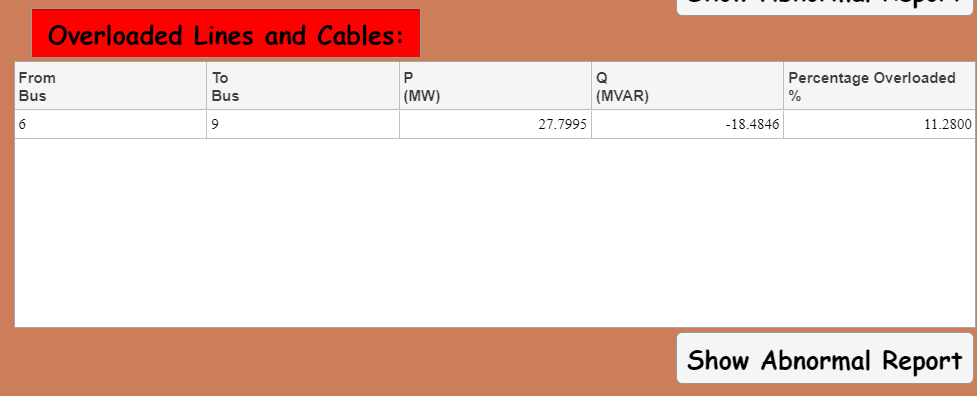 Overloaded Lines and Cables:
From Bus
To Bus
P (MW)
Q (MVAR)
Percentage Overloaded %
6 9 27.7995 -18.4846 11.2800
Show Abnormal Report